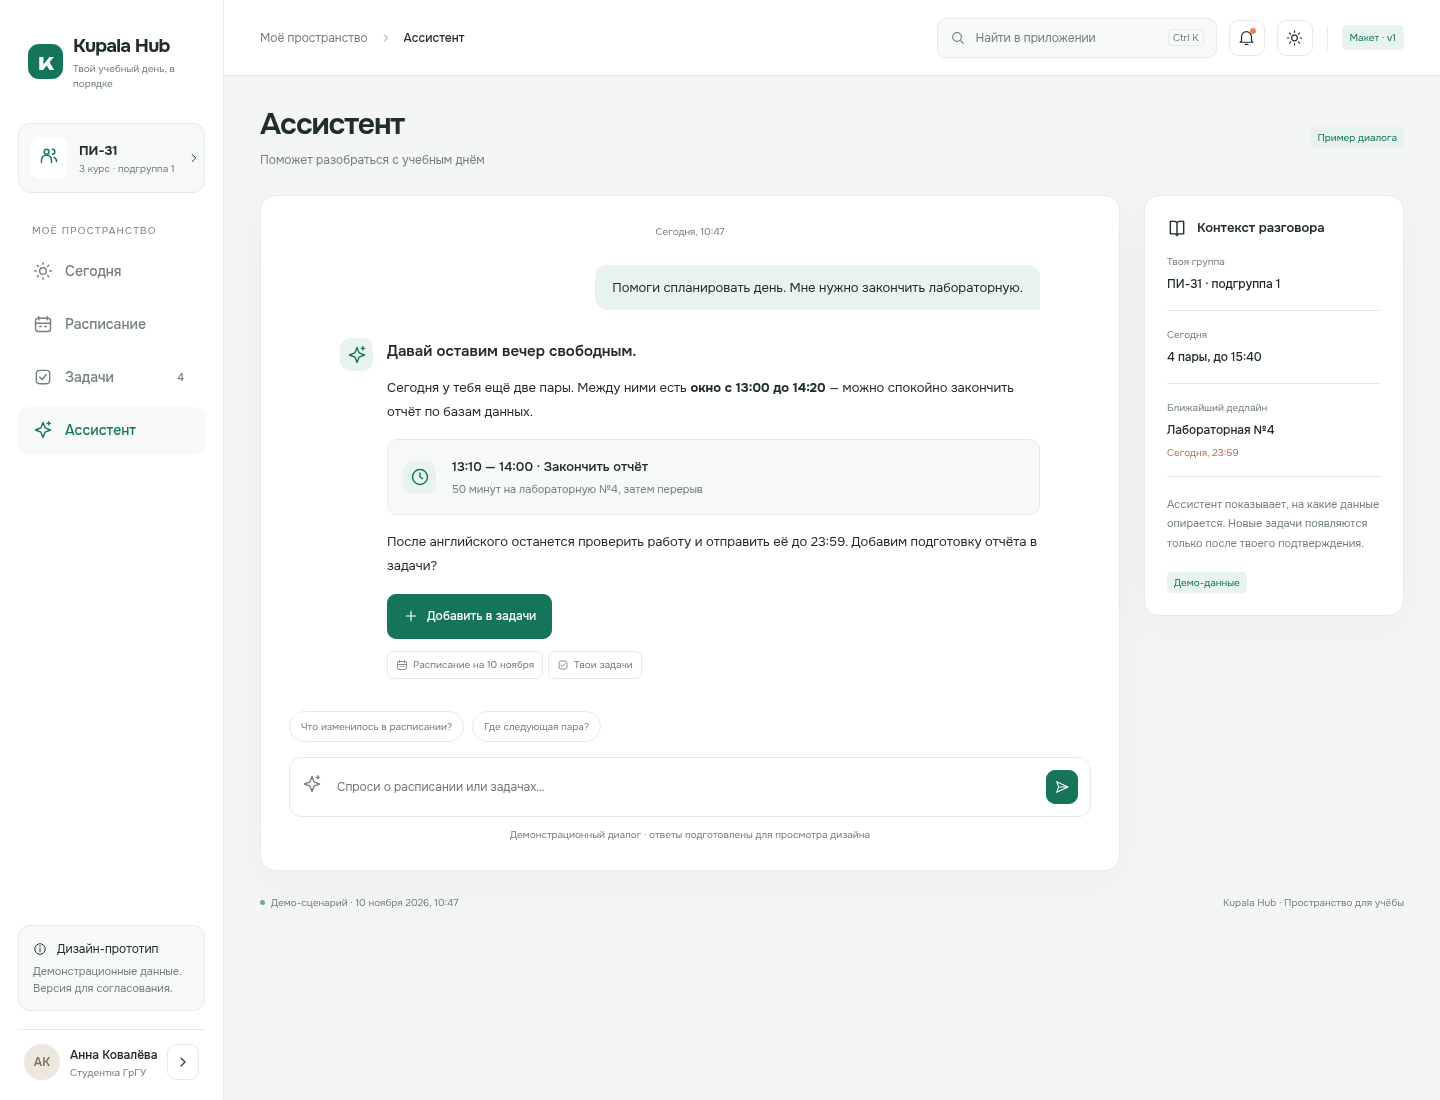 Kupala Hub
Твой учебный день, в
порядке
ПИ-31
3 курс · подгруппа 1
МОЁ ПРОСТРАНСТВО
Сегодня
Расписание
Задачи
4
Ассистент
Дизайн-прототип
Демонстрационные данные.
Версия для согласования.
АК
Анна Ковалёва
Студентка ГрГУ
Моё пространство
Ассистент
Найти в приложении
Ctrl K
Макет · v1
Ассистент
Поможет разобраться с учебным днём
Пример диалога
Сегодня, 10:47
Помоги спланировать день. Мне нужно закончить лабораторную.
Давай оставим вечер свободным.
Сегодня у тебя ещё две пары. Между ними есть окно с 13:00 до 14:20 — можно спокойно закончить
отчёт по базам данных.
13:10 — 14:00 · Закончить отчёт
50 минут на лабораторную №4, затем перерыв
После английского останется проверить работу и отправить её до 23:59. Добавим подготовку отчёта в
задачи?
Добавить в задачи
Расписание на 10 ноября
Твои задачи
Что изменилось в расписании?
Где следующая пара?
Спроси о расписании или задачах...
Демонстрационный диалог · ответы подготовлены для просмотра дизайна
Контекст разговора
Твоя группа
ПИ-31 · подгруппа 1
Сегодня
4 пары, до 15:40
Ближайший дедлайн
Лабораторная №4
Сегодня, 23:59
Ассистент показывает, на какие данные
опирается. Новые задачи появляются
только после твоего подтверждения.
Демо-данные
Демо-сценарий · 10 ноября 2026, 10:47
Kupala Hub · Пространство для учёбы